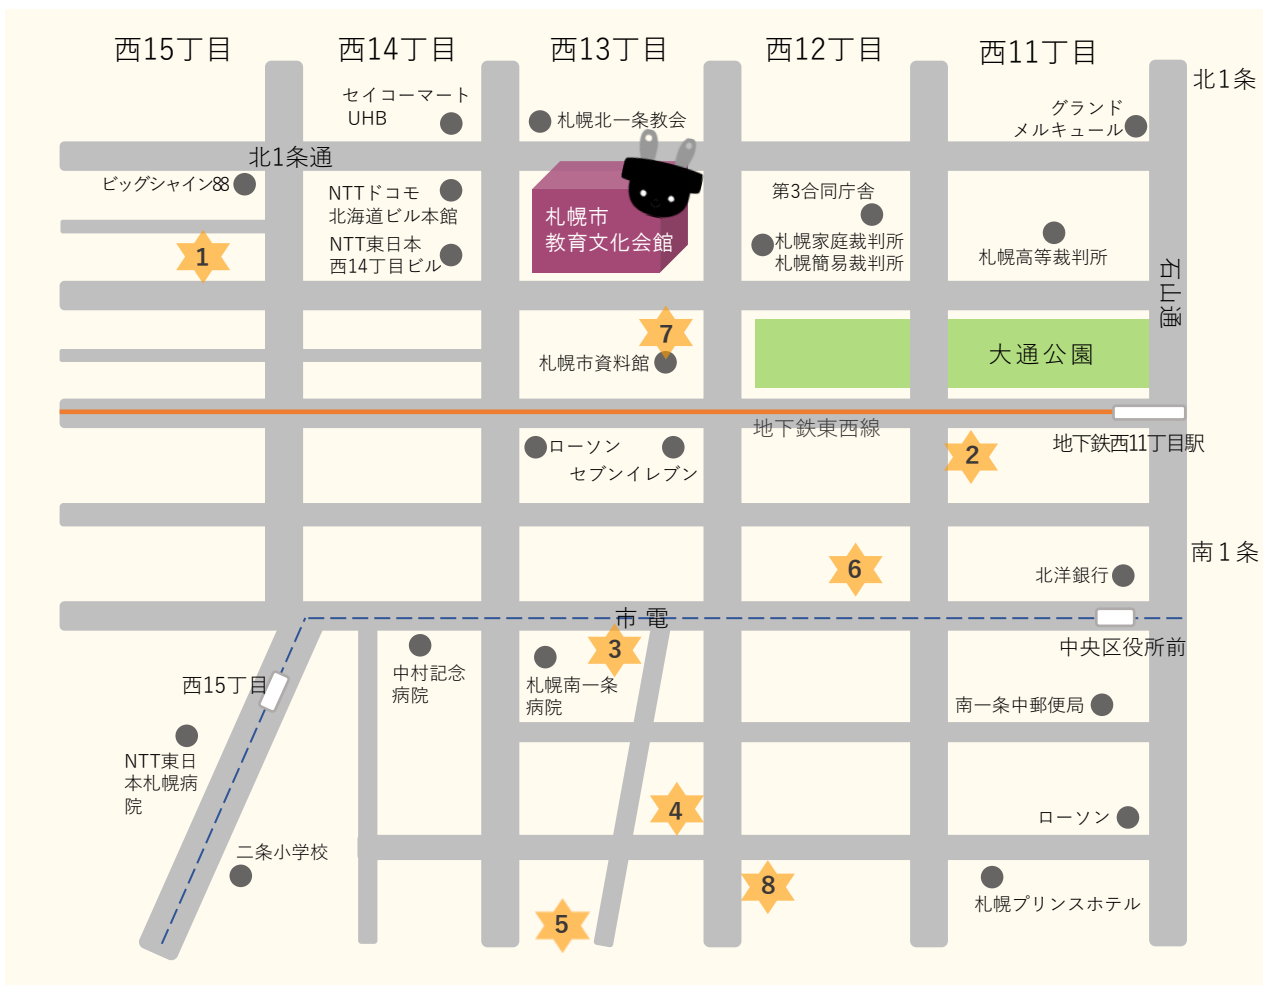 西15丁目
西14丁目
西13丁目
西12丁目
西11丁目
北1条
セイコーマート
UHB
札幌北一条教会
グランド
メルキュール
北1条通
ビッグシャイン88
NTTドコモ
北海道ビル本館
NTT東日本
西14丁目ビル
札幌市
教育文化会館
第3合同庁舎
札幌家庭裁判所
札幌簡易裁判所
札幌高等裁判所
石山通
1
7
札幌市資料館
大通公園
地下鉄東西線
地下鉄西11丁目駅
ローソン
セブンイレブン
2
南1条
6
北洋銀行
市電
中央区役所前
3
中村記念
病院
札幌南一条
病院
西15丁目
南一条中郵便局
NTT東日
本札幌病
院
4
ローソン
二条小学校
8
札幌プリンスホテル
5